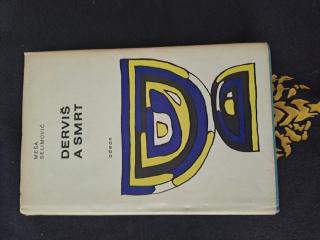 MEŠA
SELIMOVIĆ
DERVIŠ
A SMRT
odeon